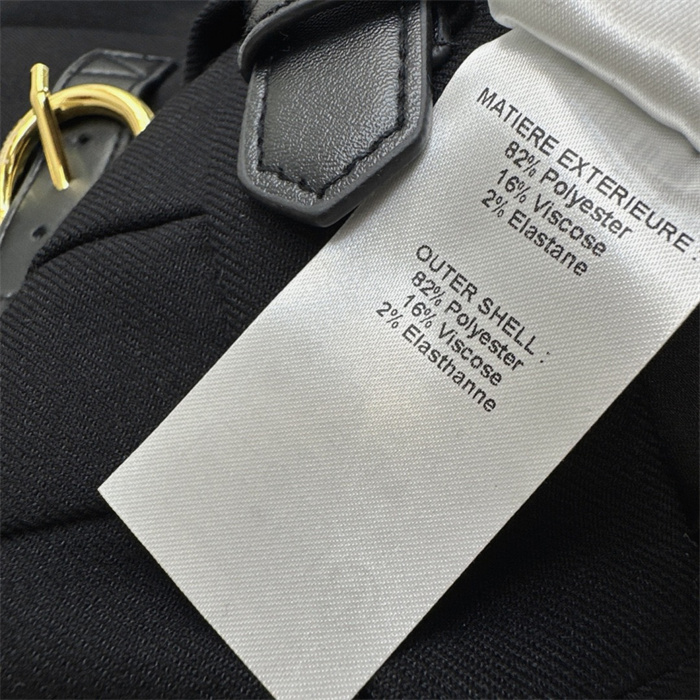 MATIERE EXTERIEURE :
82% Polyester
16% Viscose
2% Elastane
OUTER SHELL :
82% Polyester
16% Viscose
2% Elasthanne